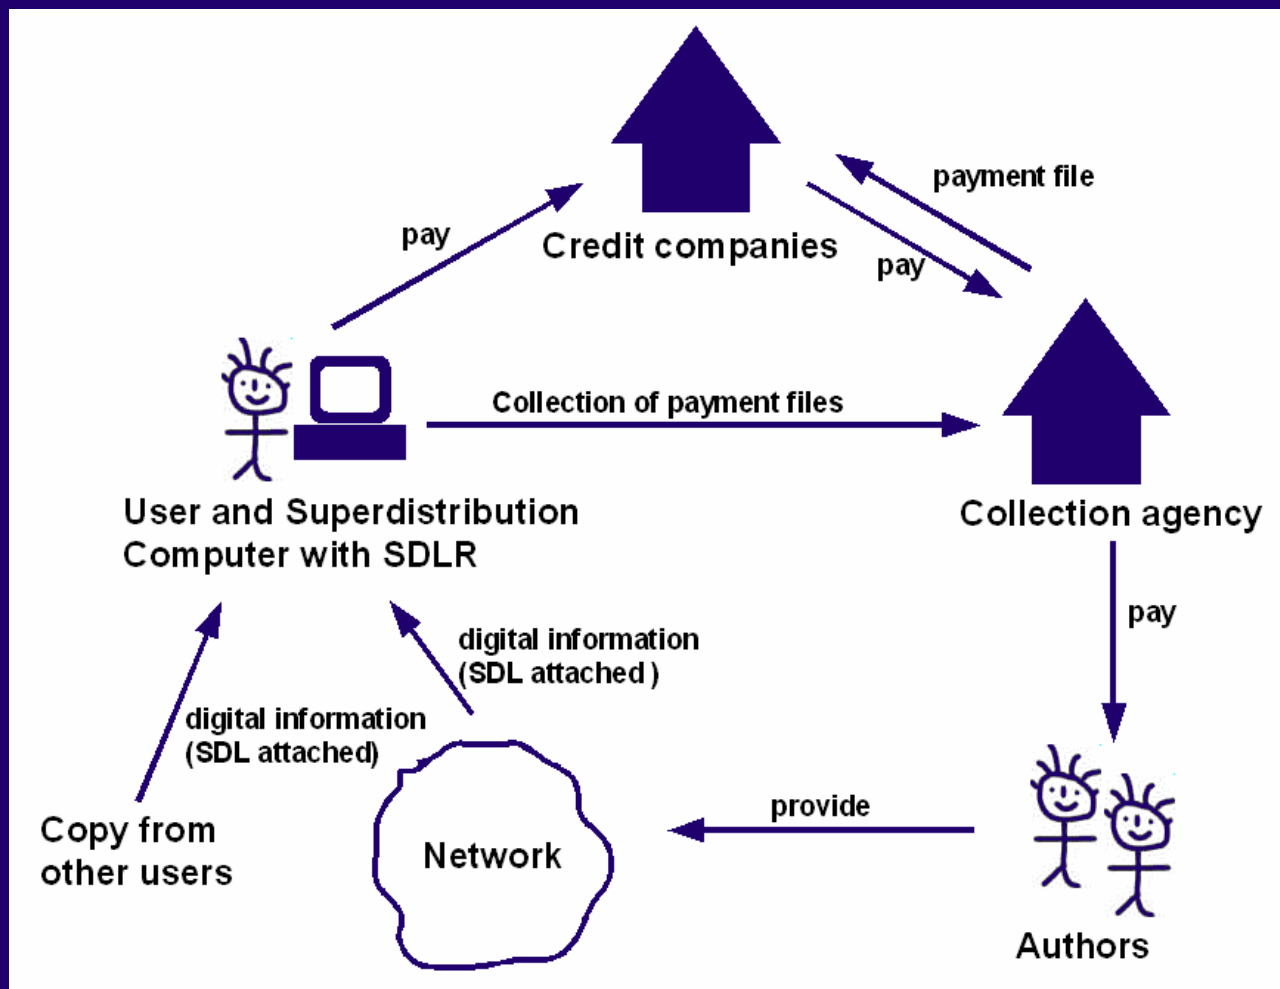 payment file
pay
Credit companies
pay
Collection of payment files
User and Superdistribution
Computer with SDLR
Collection agency
digital information
(SDL attached )
pay
digital information
(SDL attached)
provide
Copy from
other users
Network
Authors